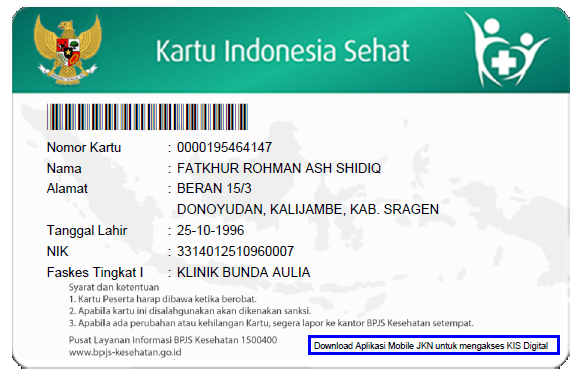 Kartu Indonesia Sehat
Nomor Kartu : 0000195464147
Nama : FATKHUR ROHMAN ASH SHIDIQ
Alamat : BERAN 15/3
DONOYUDAN, KALIJAMBE, KAB. SRAGEN
Tanggal Lahir : 25-10-1996
NIK : 3314012510960007
Faskes Tingkat I : KLINIK BUNDA AULIA
Syarat dan ketentuan
1. Kartu Peserta harap dibawa ketika berobat.
2. Apabila kartu ini disalahgunakan akan dikenakan sanksi.
3. Apabila ada perubahan atau kehilangan Kartu, segera lapor ke kantor BPJS Kesehatan setempat.
Pusat Layanan Informasi BPJS Kesehatan 1500400
www.bpjs-kesehatan.go.id
Download Aplikasi Mobile JKN untuk mengakses KIS Digital